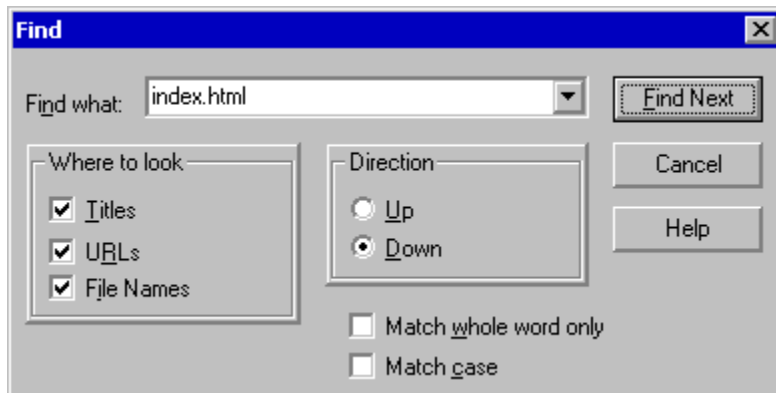 Find
Find what: index.html Find Next
Where to look Direction Cancel
Titles Up
URLs Down Help
File Names
Match whole word only
Match case